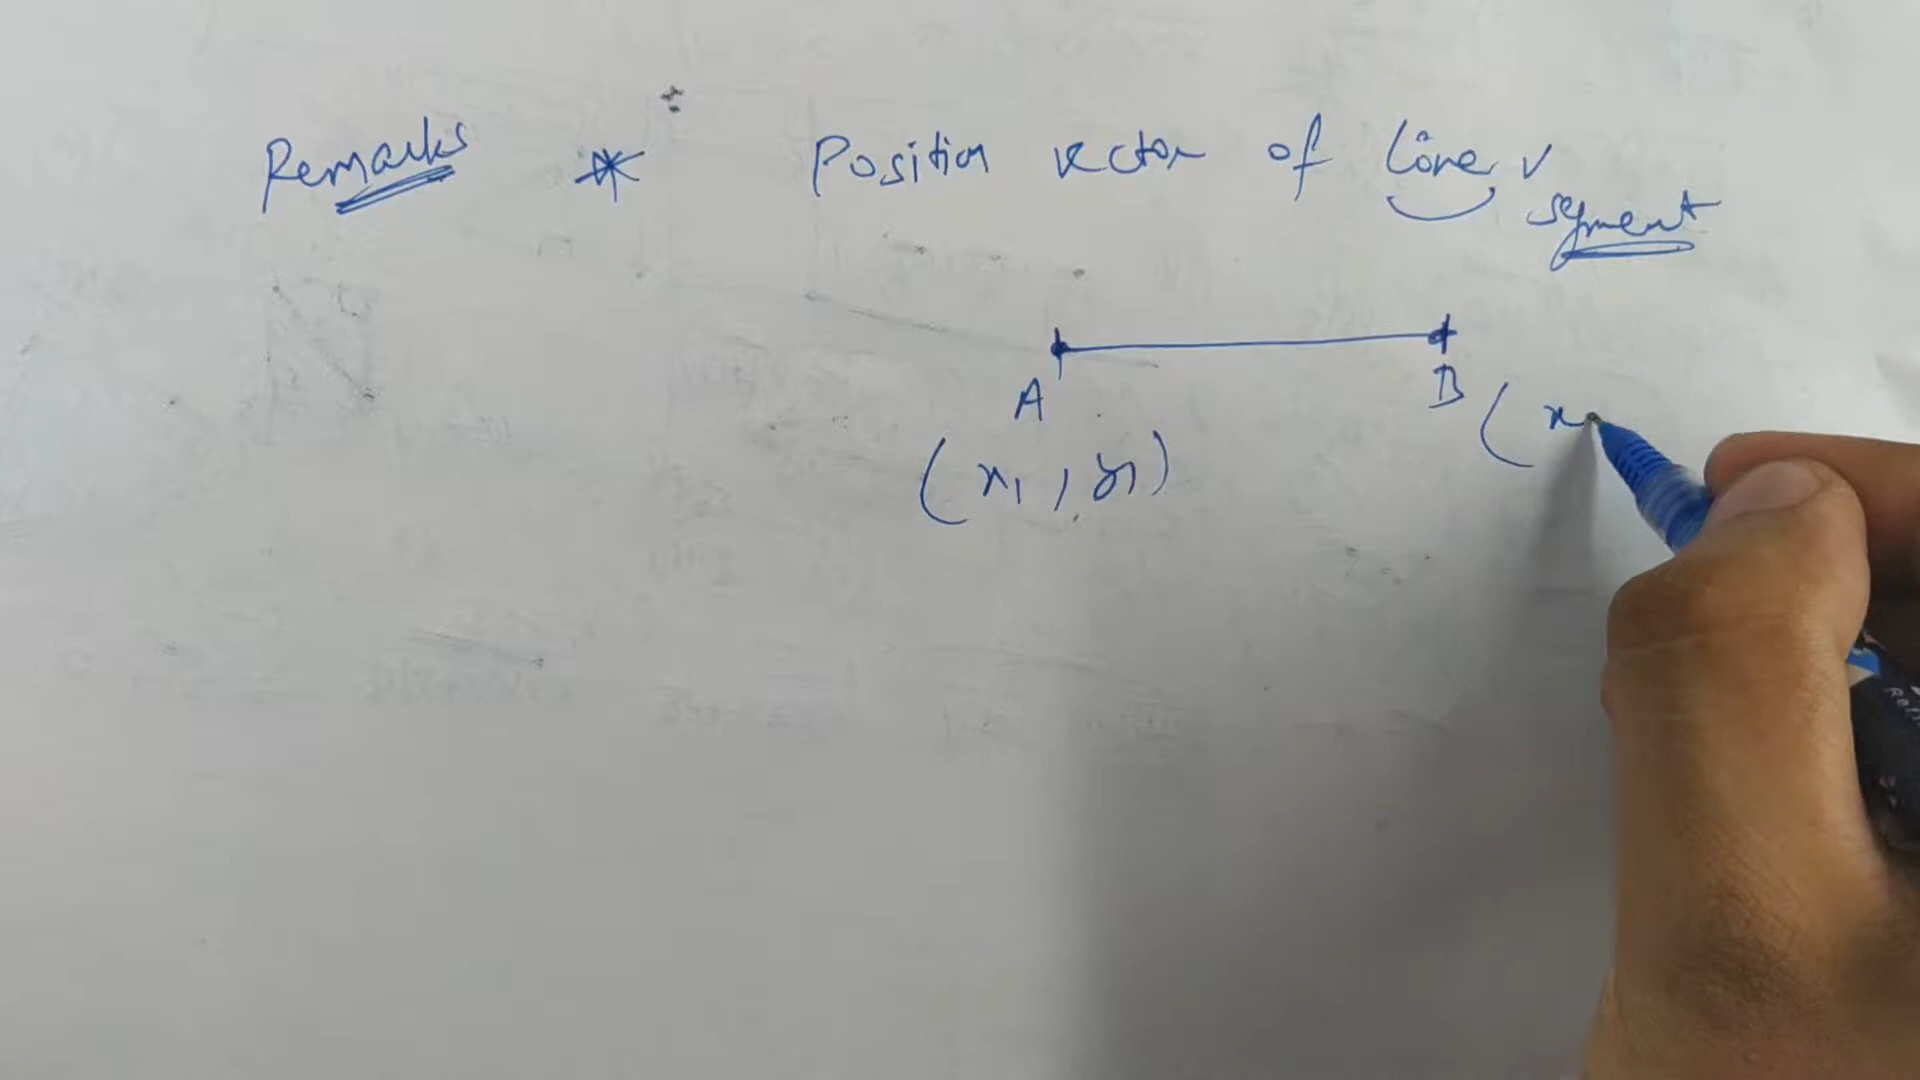 Remarks * Position vector of line
segment
A B
(x₁, y₁) (x